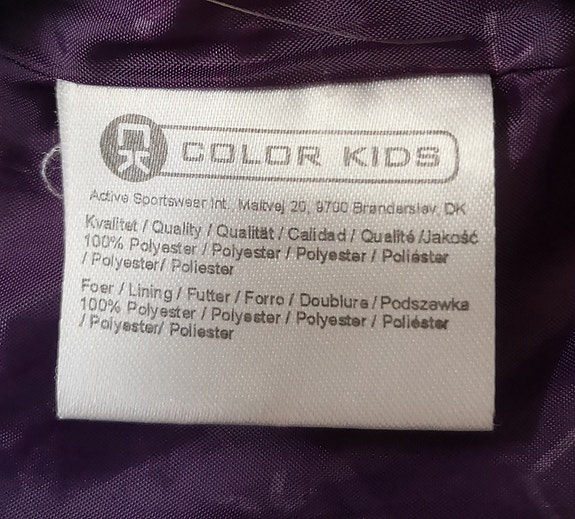 COLOR KIDS
Active Sportswear Int. Maltvej 20, 9700 Brønderslev, DK
Kvalitet / Quality / Qualität / Calidad / Qualité /Jakość
100% Polyester / Polyester / Polyester / Poliéster
/ Polyester/ Poliester
Foer / Lining / Futter / Forro / Doublure / Podszewka
100% Polyester / Polyester / Polyester / Poliéster
/ Polyester/ Poliester